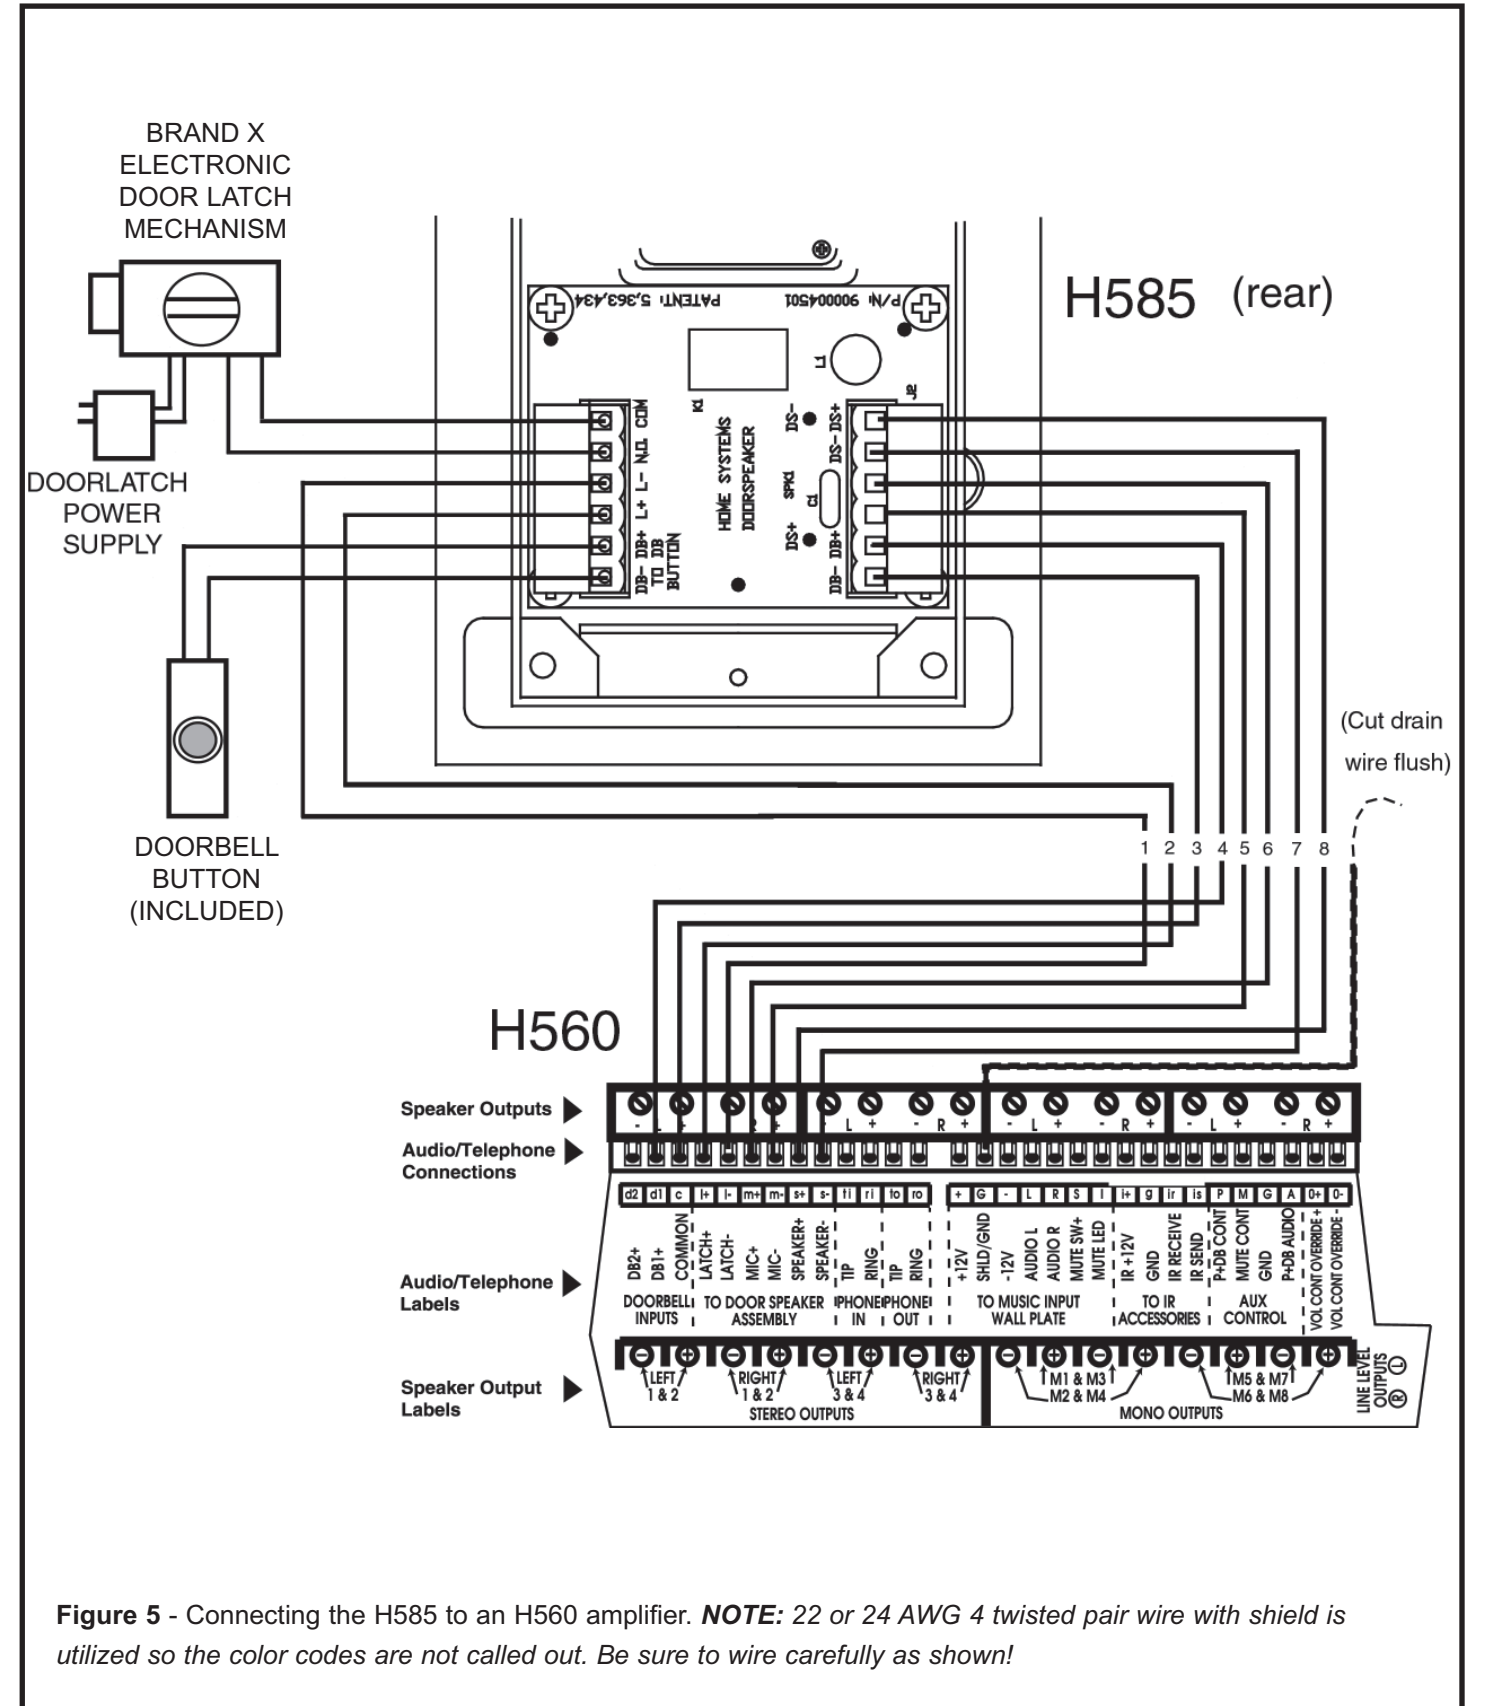 BRAND X
ELECTRONIC
DOOR LATCH
MECHANISM
H585 (rear)
PATENT: 5,363,434
P/N: 900004501
L1
J2
K1
COM
N.O.
L-
L+
DB+
DB-
TO DB
BUTTON
HOME SYSTEMS
DOORSPEAKER
DS-
SPK1
C1
DS+
DS+
DS-
DB+
DB-
DOORLATCH
POWER
SUPPLY
(Cut drain
wire flush)
DOORBELL
BUTTON
(INCLUDED)
1 2 3 4 5 6 7 8
H560
Speaker Outputs
- L + R + - L + - R + - L + - R + - L + - R +
Audio/Telephone
Connections
d2 d1 c l+ l- m+ m- s+ s- ti ri to ro + G - L R S I i+ g ir is P M G A 0+ 0-
Audio/Telephone
Labels
DB2+
DB1+
COMMON
LATCH+
LATCH-
MIC+
MIC-
SPEAKER+
SPEAKER-
TIP
RING
TIP
RING
+12V
SHLD/GND
-12V
AUDIO L
AUDIO R
MUTE SW+
MUTE LED
IR +12V
GND
IR RECEIVE
IR SEND
P+DB CONT
MUTE CONT
GND
P+DB AUDIO
VOL CONT OVERRIDE +
VOL CONT OVERRIDE -
DOORBELL
INPUTS
TO DOOR SPEAKER
ASSEMBLY
PHONE
IN
PHONE
OUT
TO MUSIC INPUT
WALL PLATE
TO IR
ACCESSORIES
AUX
CONTROL
Speaker Output
Labels
- + - + - + - + - + - + - + - +
LEFT
1 & 2
RIGHT
1 & 2
LEFT
3 & 4
RIGHT
3 & 4
M1 & M3
M2 & M4
M5 & M7
M6 & M8
STEREO OUTPUTS
MONO OUTPUTS
LINE LEVEL
OUTPUTS
R L
Figure 5 - Connecting the H585 to an H560 amplifier. NOTE: 22 or 24 AWG 4 twisted pair wire with shield is
utilized so the color codes are not called out. Be sure to wire carefully as shown!